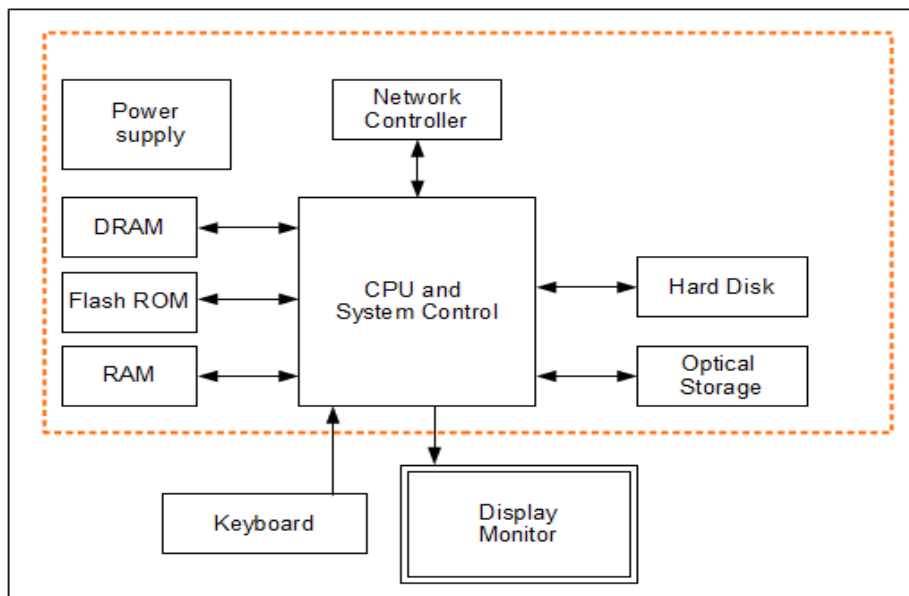 Power
supply
Network
Controller
DRAM
Flash ROM
RAM
CPU and
System Control
Hard Disk
Optical
Storage
Keyboard
Display
Monitor